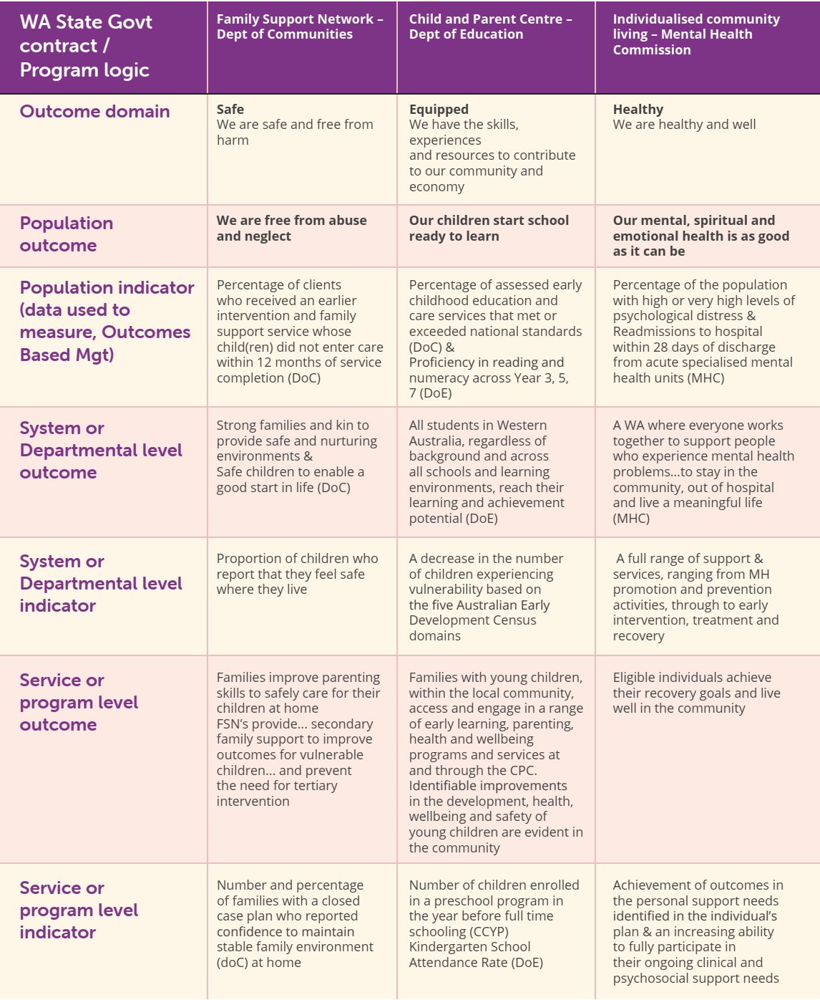 WA State Govt
contract /
Program logic
Family Support Network –
Dept of Communities
Child and Parent Centre –
Dept of Education
Individualised community
living – Mental Health
Commission
Outcome domain
Safe
We are safe and free from
harm
Equipped
We have the skills,
experiences
and resources to contribute
to our community and
economy
Healthy
We are healthy and well
Population
outcome
We are free from abuse
and neglect
Our children start school
ready to learn
Our mental, spiritual and
emotional health is as good
as it can be
Population indicator
(data used to
measure, Outcomes
Based Mgt)
Percentage of clients
who received an earlier
intervention and family
support service whose
child(ren) did not enter care
within 12 months of service
completion (DoC)
Percentage of assessed early
childhood education and
care services that met or
exceeded national standards
(DoC) &
Proficiency in reading and
numeracy across Year 3, 5,
7 (DoE)
Percentage of the population
with high or very high levels of
psychological distress &
Readmissions to hospital
within 28 days of discharge
from acute specialised mental
health units (MHC)
System or
Departmental level
outcome
Strong families and kin to
provide safe and nurturing
environments &
Safe children to enable a
good start in life (DoC)
All students in Western
Australia, regardless of
background and across
all schools and learning
environments, reach their
learning and achievement
potential (DoE)
A WA where everyone works
together to support people
who experience mental health
problems...to stay in the
community, out of hospital
and live a meaningful life
(MHC)
System or
Departmental level
indicator
Proportion of children who
report that they feel safe
where they live
A decrease in the number
of children experiencing
vulnerability based on
the five Australian Early
Development Census
domains
A full range of support &
services, ranging from MH
promotion and prevention
activities, through to early
intervention, treatment and
recovery
Service or
program level
outcome
Families improve parenting
skills to safely care for their
children at home
FSN’s provide... secondary
family support to improve
outcomes for vulnerable
children... and prevent
the need for tertiary
intervention
Families with young children,
within the local community,
access and engage in a range
of early learning, parenting,
health and wellbeing
programs and services at
and through the CPC.
Identifiable improvements
in the development, health,
wellbeing and safety of
young children are evident in
the community
Eligible individuals achieve
their recovery goals and live
well in the community
Service or
program level
indicator
Number and percentage
of families with a closed
case plan who reported
confidence to maintain
stable family environment
(doC) at home
Number of children enrolled
in a preschool program in
the year before full time
schooling (CCYP)
Kindergarten School
Attendance Rate (DoE)
Achievement of outcomes in
the personal support needs
identified in the individual’s
plan & an increasing ability
to fully participate in
their ongoing clinical and
psychosocial support needs